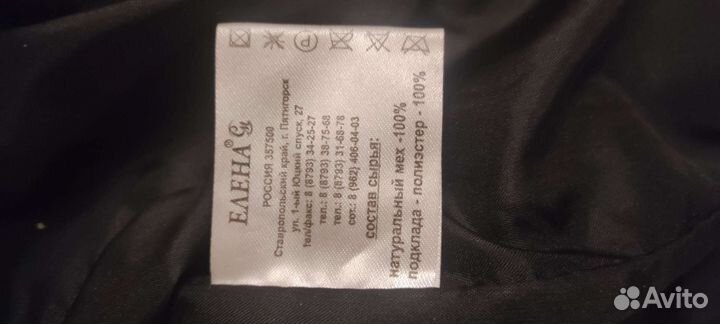 ЕЛЕНА®
РОССИЯ 357500
Ставропольский край, г. Пятигорск
ул. 1-ый Юцкий спуск, 27
тел/факс: 8 (8793) 34-25-27
тел.: 8 (8793) 38-75-68
тел.: 8 (8793) 31-68-78
сот.: 8 (962) 406-04-03
состав сырья:
натуральный мех -100%
подклада - полиэстер - 100%
Avito